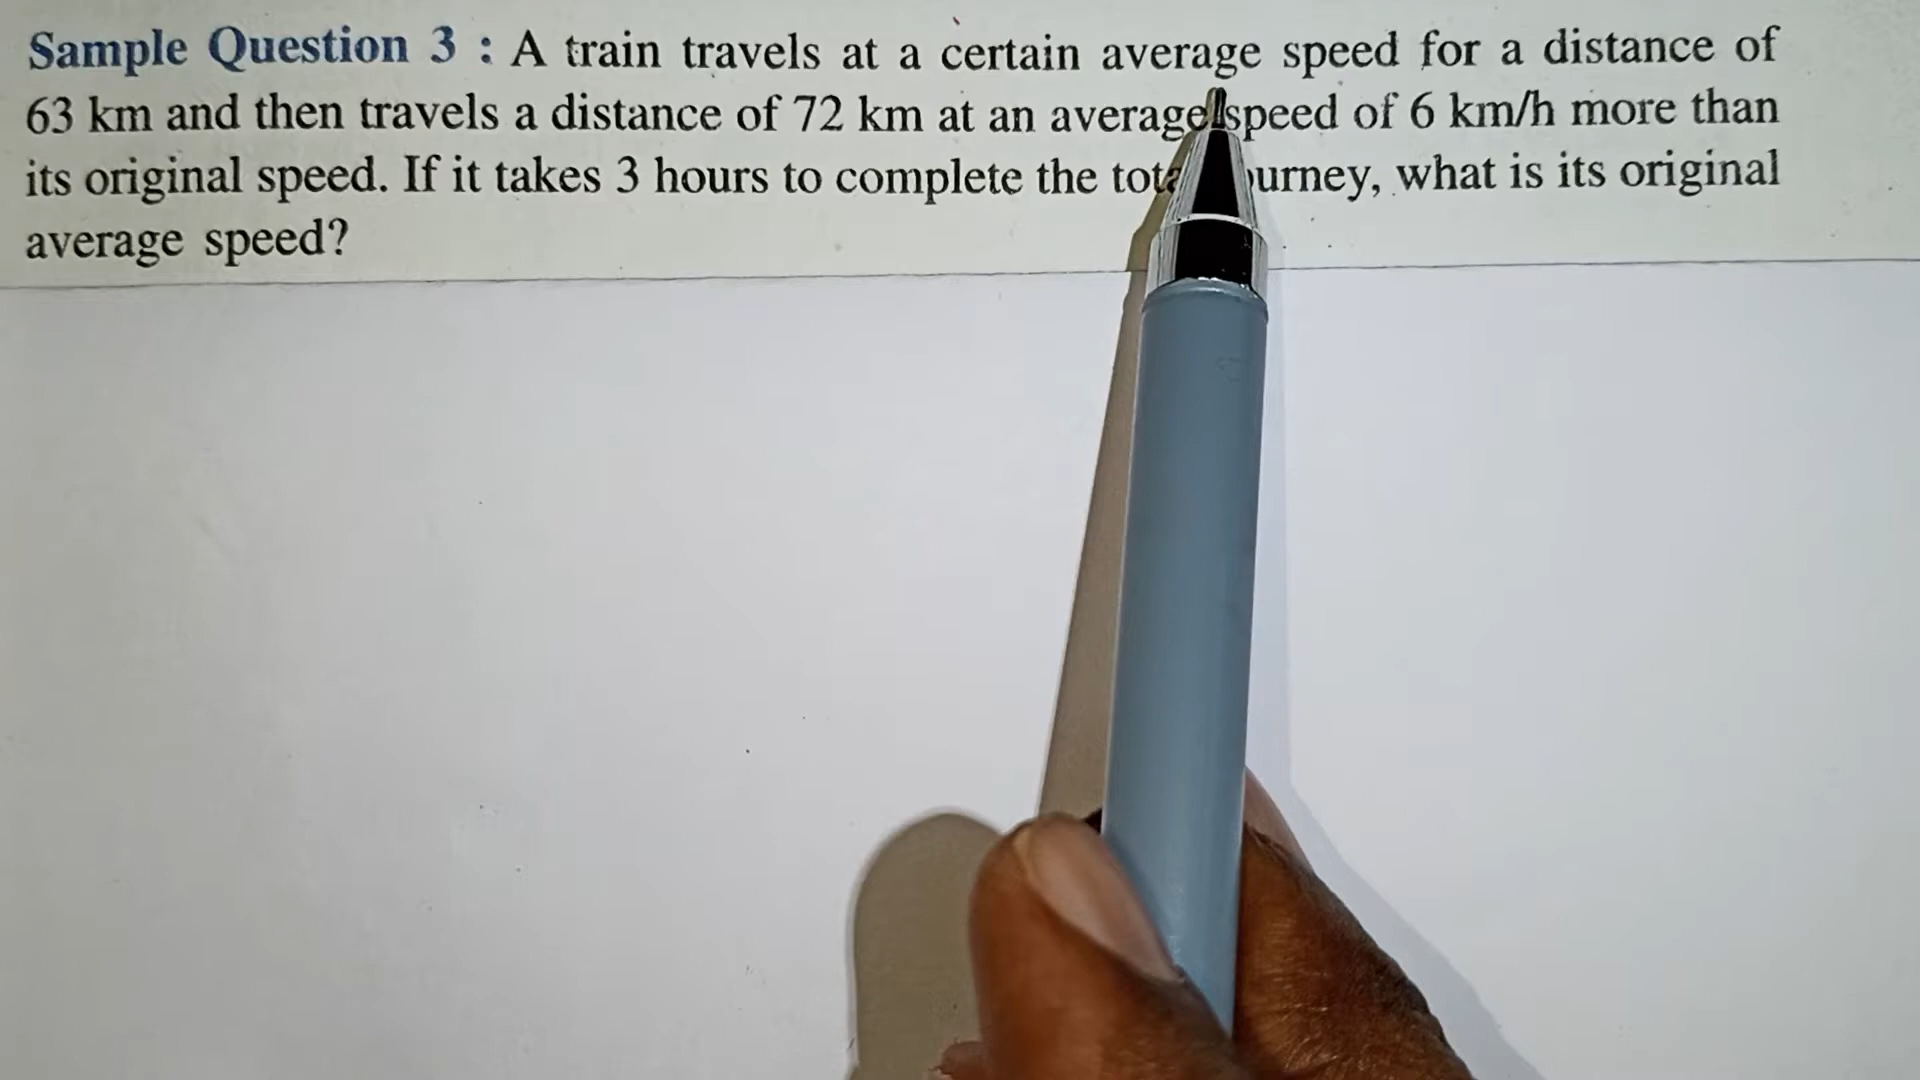 Sample Question 3 : A train travels at a certain average speed for a distance of
63 km and then travels a distance of 72 km at an average speed of 6 km/h more than
its original speed. If it takes 3 hours to complete the total journey, what is its original
average speed?